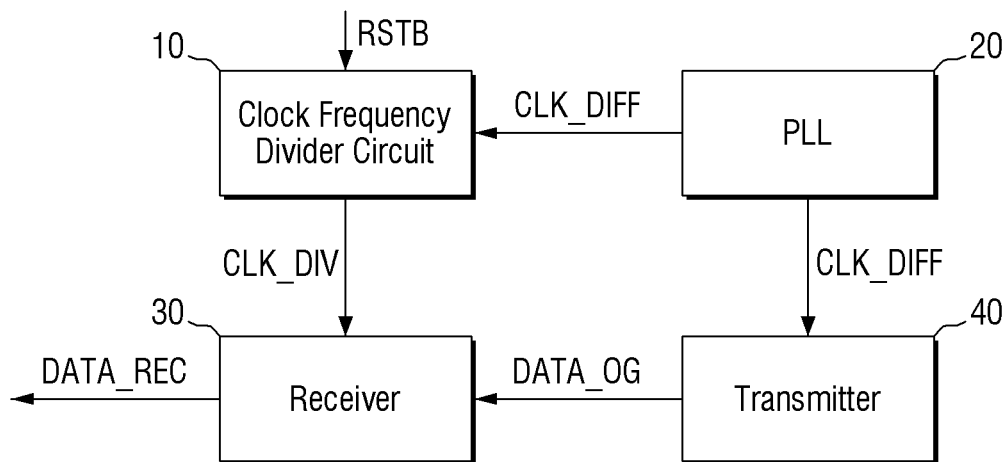 RSTB
10
20
Clock Frequency
Divider Circuit
CLK_DIFF
PLL
CLK_DIV
CLK_DIFF
30
40
DATA_REC
Receiver
DATA_OG
Transmitter